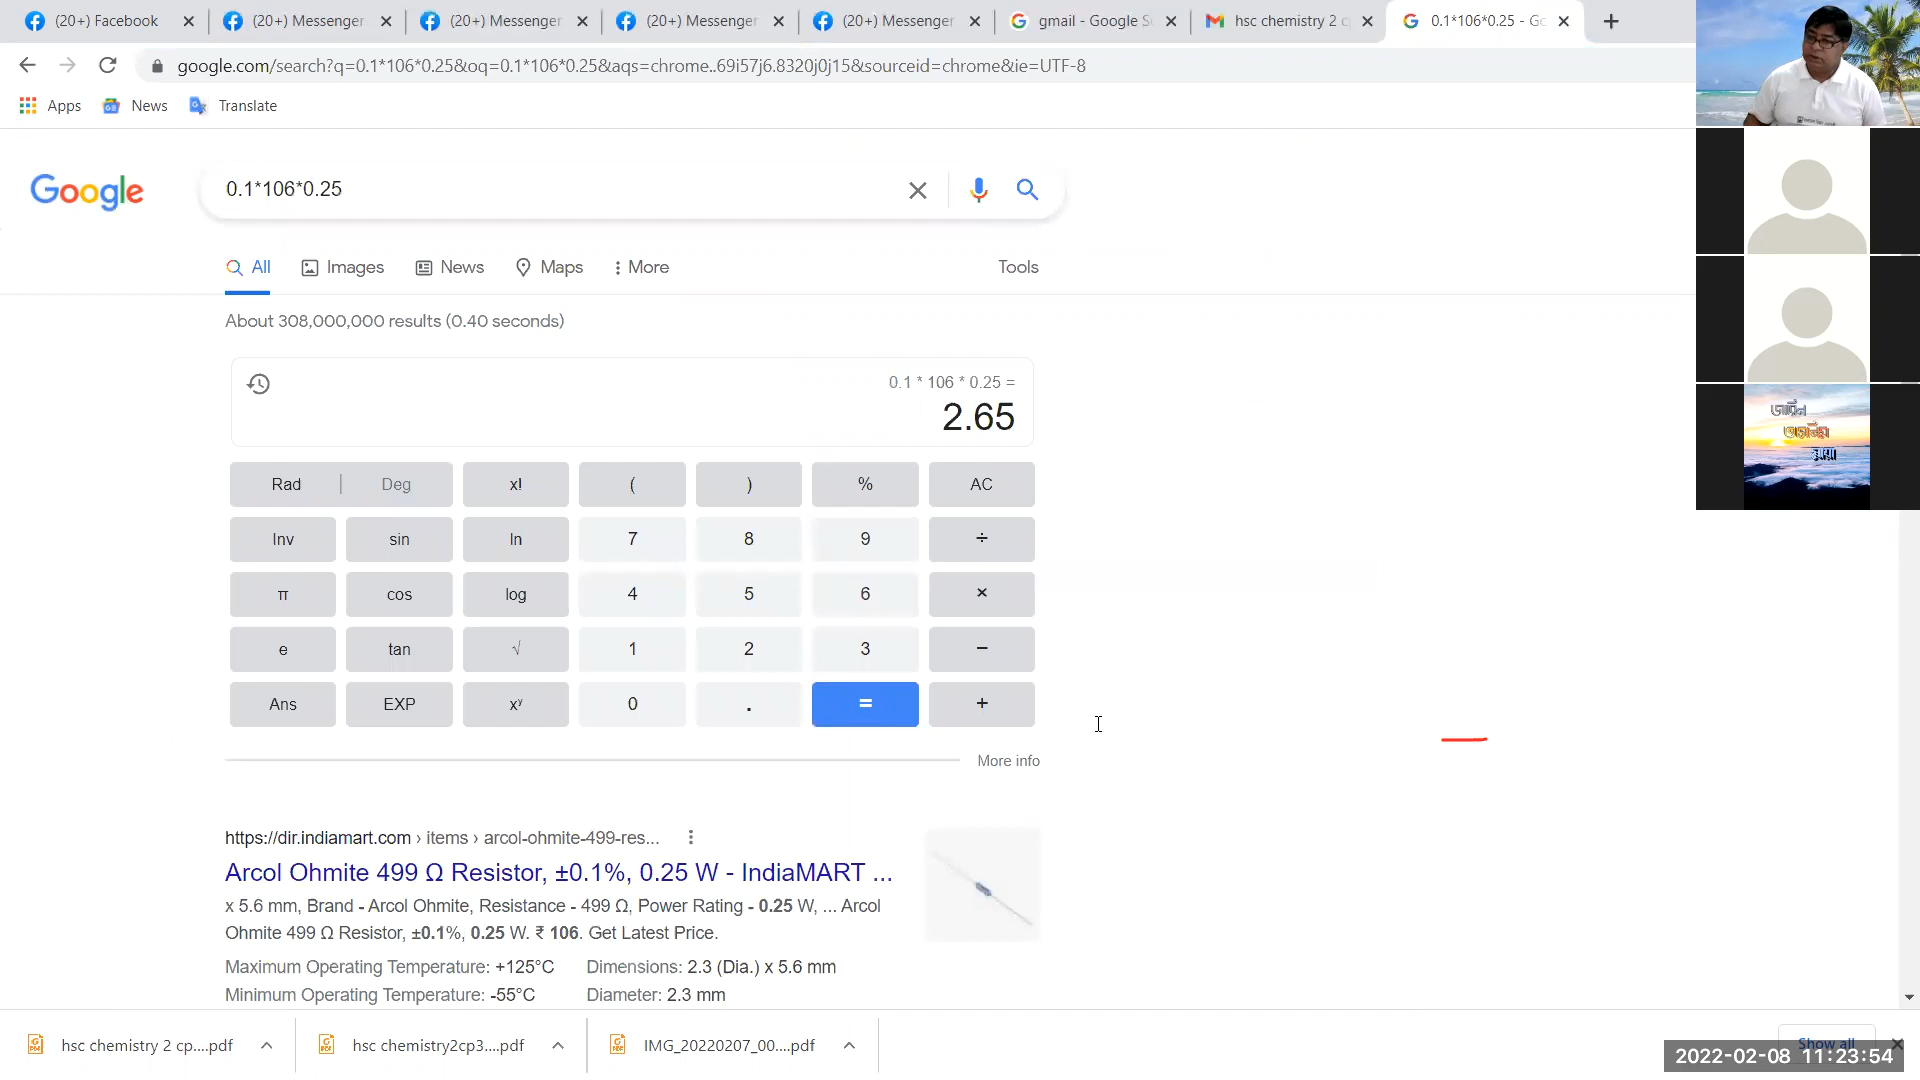 (20+) Facebook
(20+) Messenger
(20+) Messenger
(20+) Messenger
(20+) Messenger
gmail - Google S
hsc chemistry 2 c
0.1*106*0.25 - Go
google.com/search?q=0.1*106*0.25&oq=0.1*106*0.25&aqs=chrome..69i57j6.8320j0j15&sourceid=chrome&ie=UTF-8
Apps News Translate
Google
0.1*106*0.25
All Images News Maps More Tools
About 308,000,000 results (0.40 seconds)
0.1 * 106 * 0.25 =
2.65
Rad | Deg x! ( ) % AC
Inv sin ln 7 8 9 ÷
π cos log 4 5 6 ×
e tan √ 1 2 3 −
Ans EXP xʸ 0 . = +
More info
https://dir.indiamart.com › items › arcol-ohmite-499-res...
Arcol Ohmite 499 Ω Resistor, ±0.1%, 0.25 W - IndiaMART ...
x 5.6 mm, Brand - Arcol Ohmite, Resistance - 499 Ω, Power Rating - 0.25 W, ... Arcol
Ohmite 499 Ω Resistor, ±0.1%, 0.25 W. ₹ 106. Get Latest Price.
Maximum Operating Temperature: +125°C Dimensions: 2.3 (Dia.) x 5.6 mm
Minimum Operating Temperature: -55°C Diameter: 2.3 mm
hsc chemistry 2 cp....pdf
hsc chemistry2cp3....pdf
IMG_20220207_00....pdf
Show all
2022-02-08 11:23:54